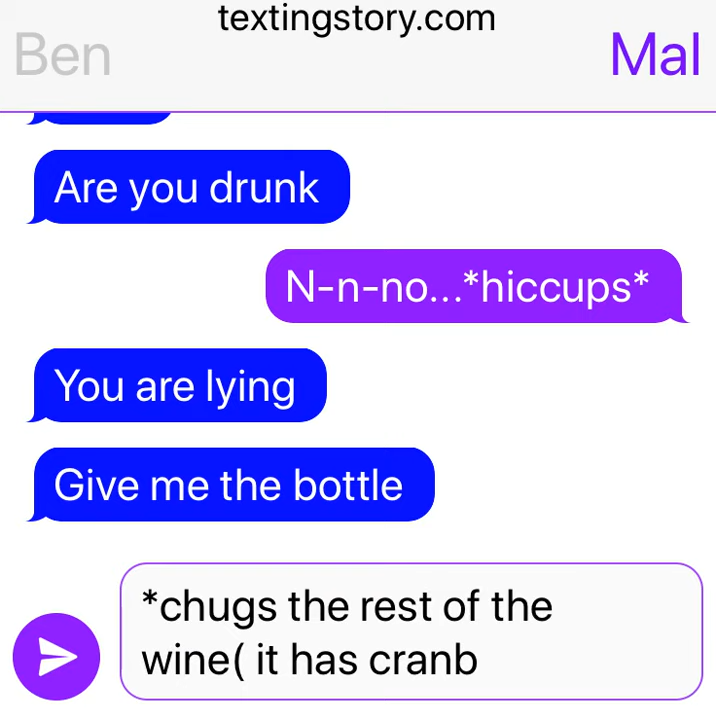 textingstory.com
Ben
Mal
Are you drunk
N-n-no...*hiccups*
You are lying
Give me the bottle
*chugs the rest of the
wine( it has cranb